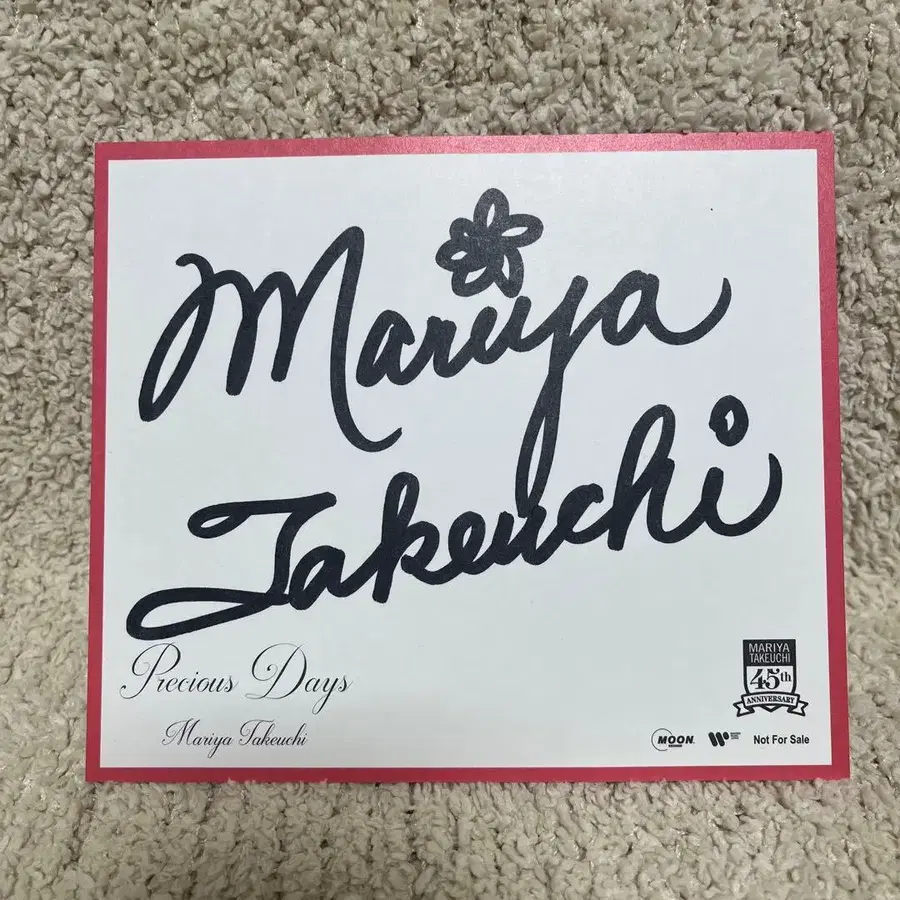 Mariya
Takeuchi
Precious Days
Mariya Takeuchi
MARIYA
TAKEUCHI
45th
ANNIVERSARY
MOON
Not For Sale